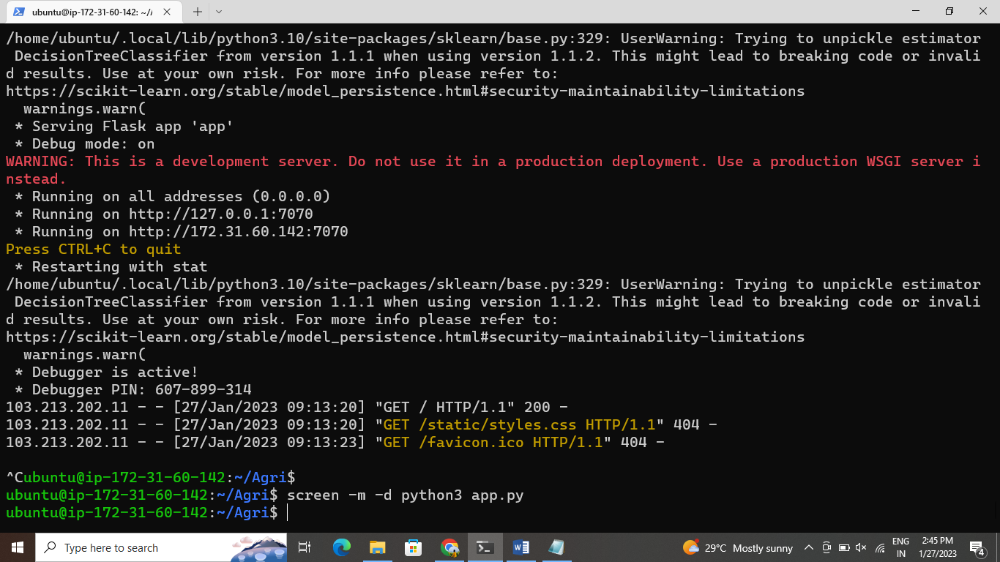 ubuntu@ip-172-31-60-142: ~/A
/home/ubuntu/.local/lib/python3.10/site-packages/sklearn/base.py:329: UserWarning: Trying to unpickle estimator
DecisionTreeClassifier from version 1.1.1 when using version 1.1.2. This might lead to breaking code or invali
d results. Use at your own risk. For more info please refer to:
https://scikit-learn.org/stable/model_persistence.html#security-maintainability-limitations
warnings.warn(
* Serving Flask app 'app'
* Debug mode: on
WARNING: This is a development server. Do not use it in a production deployment. Use a production WSGI server i
nstead.
* Running on all addresses (0.0.0.0)
* Running on http://127.0.0.1:7070
* Running on http://172.31.60.142:7070
Press CTRL+C to quit
* Restarting with stat
/home/ubuntu/.local/lib/python3.10/site-packages/sklearn/base.py:329: UserWarning: Trying to unpickle estimator
DecisionTreeClassifier from version 1.1.1 when using version 1.1.2. This might lead to breaking code or invali
d results. Use at your own risk. For more info please refer to:
https://scikit-learn.org/stable/model_persistence.html#security-maintainability-limitations
warnings.warn(
* Debugger is active!
* Debugger PIN: 607-899-314
103.213.202.11 - - [27/Jan/2023 09:13:20] "GET / HTTP/1.1" 200 -
103.213.202.11 - - [27/Jan/2023 09:13:20] "GET /static/styles.css HTTP/1.1" 404 -
103.213.202.11 - - [27/Jan/2023 09:13:23] "GET /favicon.ico HTTP/1.1" 404 -
^Cubuntu@ip-172-31-60-142:~/Agri$
ubuntu@ip-172-31-60-142:~/Agri$ screen -m -d python3 app.py
ubuntu@ip-172-31-60-142:~/Agri$
Type here to search
29°C Mostly sunny
ENG
IN
2:45 PM
1/27/2023
4